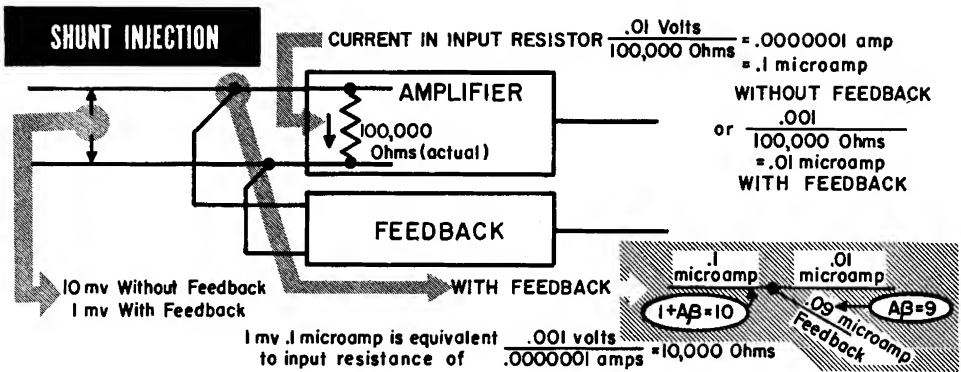 SHUNT INJECTION
CURRENT IN INPUT RESISTOR .01 Volts / 100,000 Ohms = .0000001 amp
= .1 microamp
WITHOUT FEEDBACK
or .001 / 100,000 Ohms
= .01 microamp
WITH FEEDBACK
AMPLIFIER
100,000
Ohms (actual)
FEEDBACK
10 mv Without Feedback
1 mv With Feedback
WITH FEEDBACK
.1
microamp
.01
microamp
1+Aβ=10
.09 microamp
Feedback
Aβ=9
1 mv .1 microamp is equivalent
to input resistance of .001 volts / .0000001 amps = 10,000 Ohms